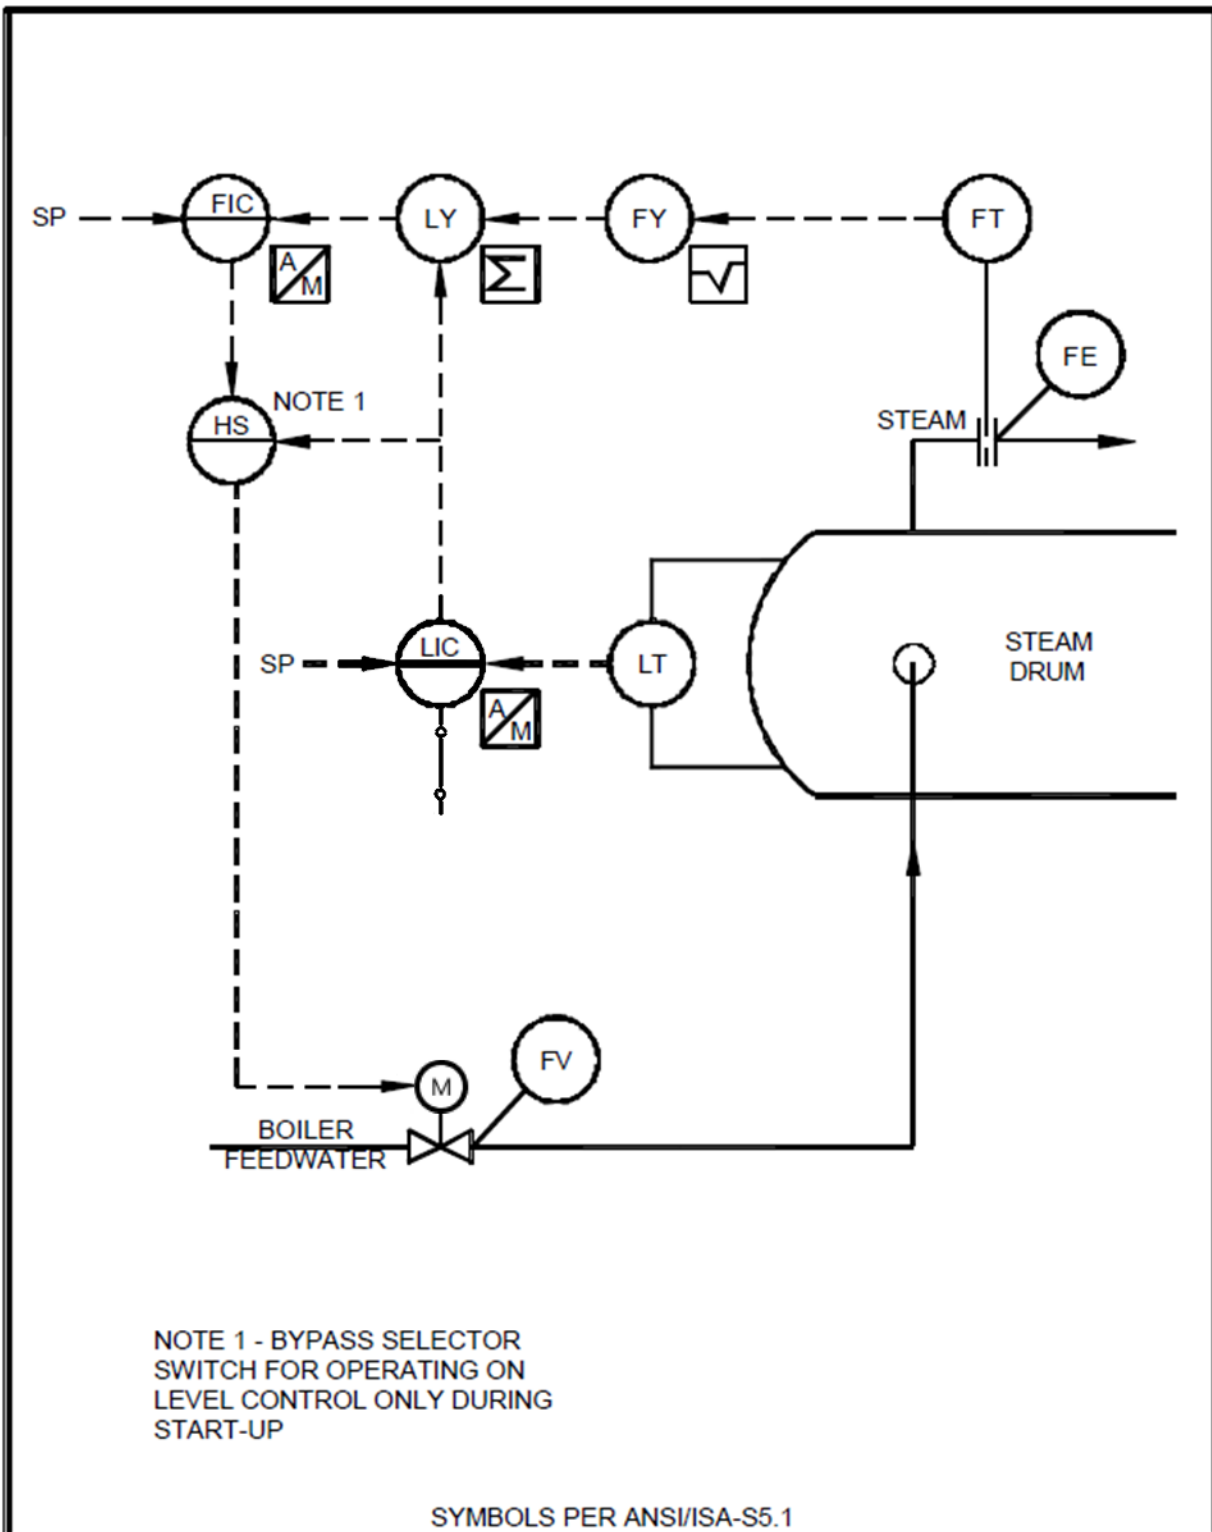 SP
FIC
LY
FY
FT
A
M
Σ
FE
NOTE 1
HS
STEAM
SP
LIC
LT
STEAM
DRUM
A
M
FV
M
BOILER
FEEDWATER
NOTE 1 - BYPASS SELECTOR
SWITCH FOR OPERATING ON
LEVEL CONTROL ONLY DURING
START-UP
SYMBOLS PER ANSI/ISA-S5.1